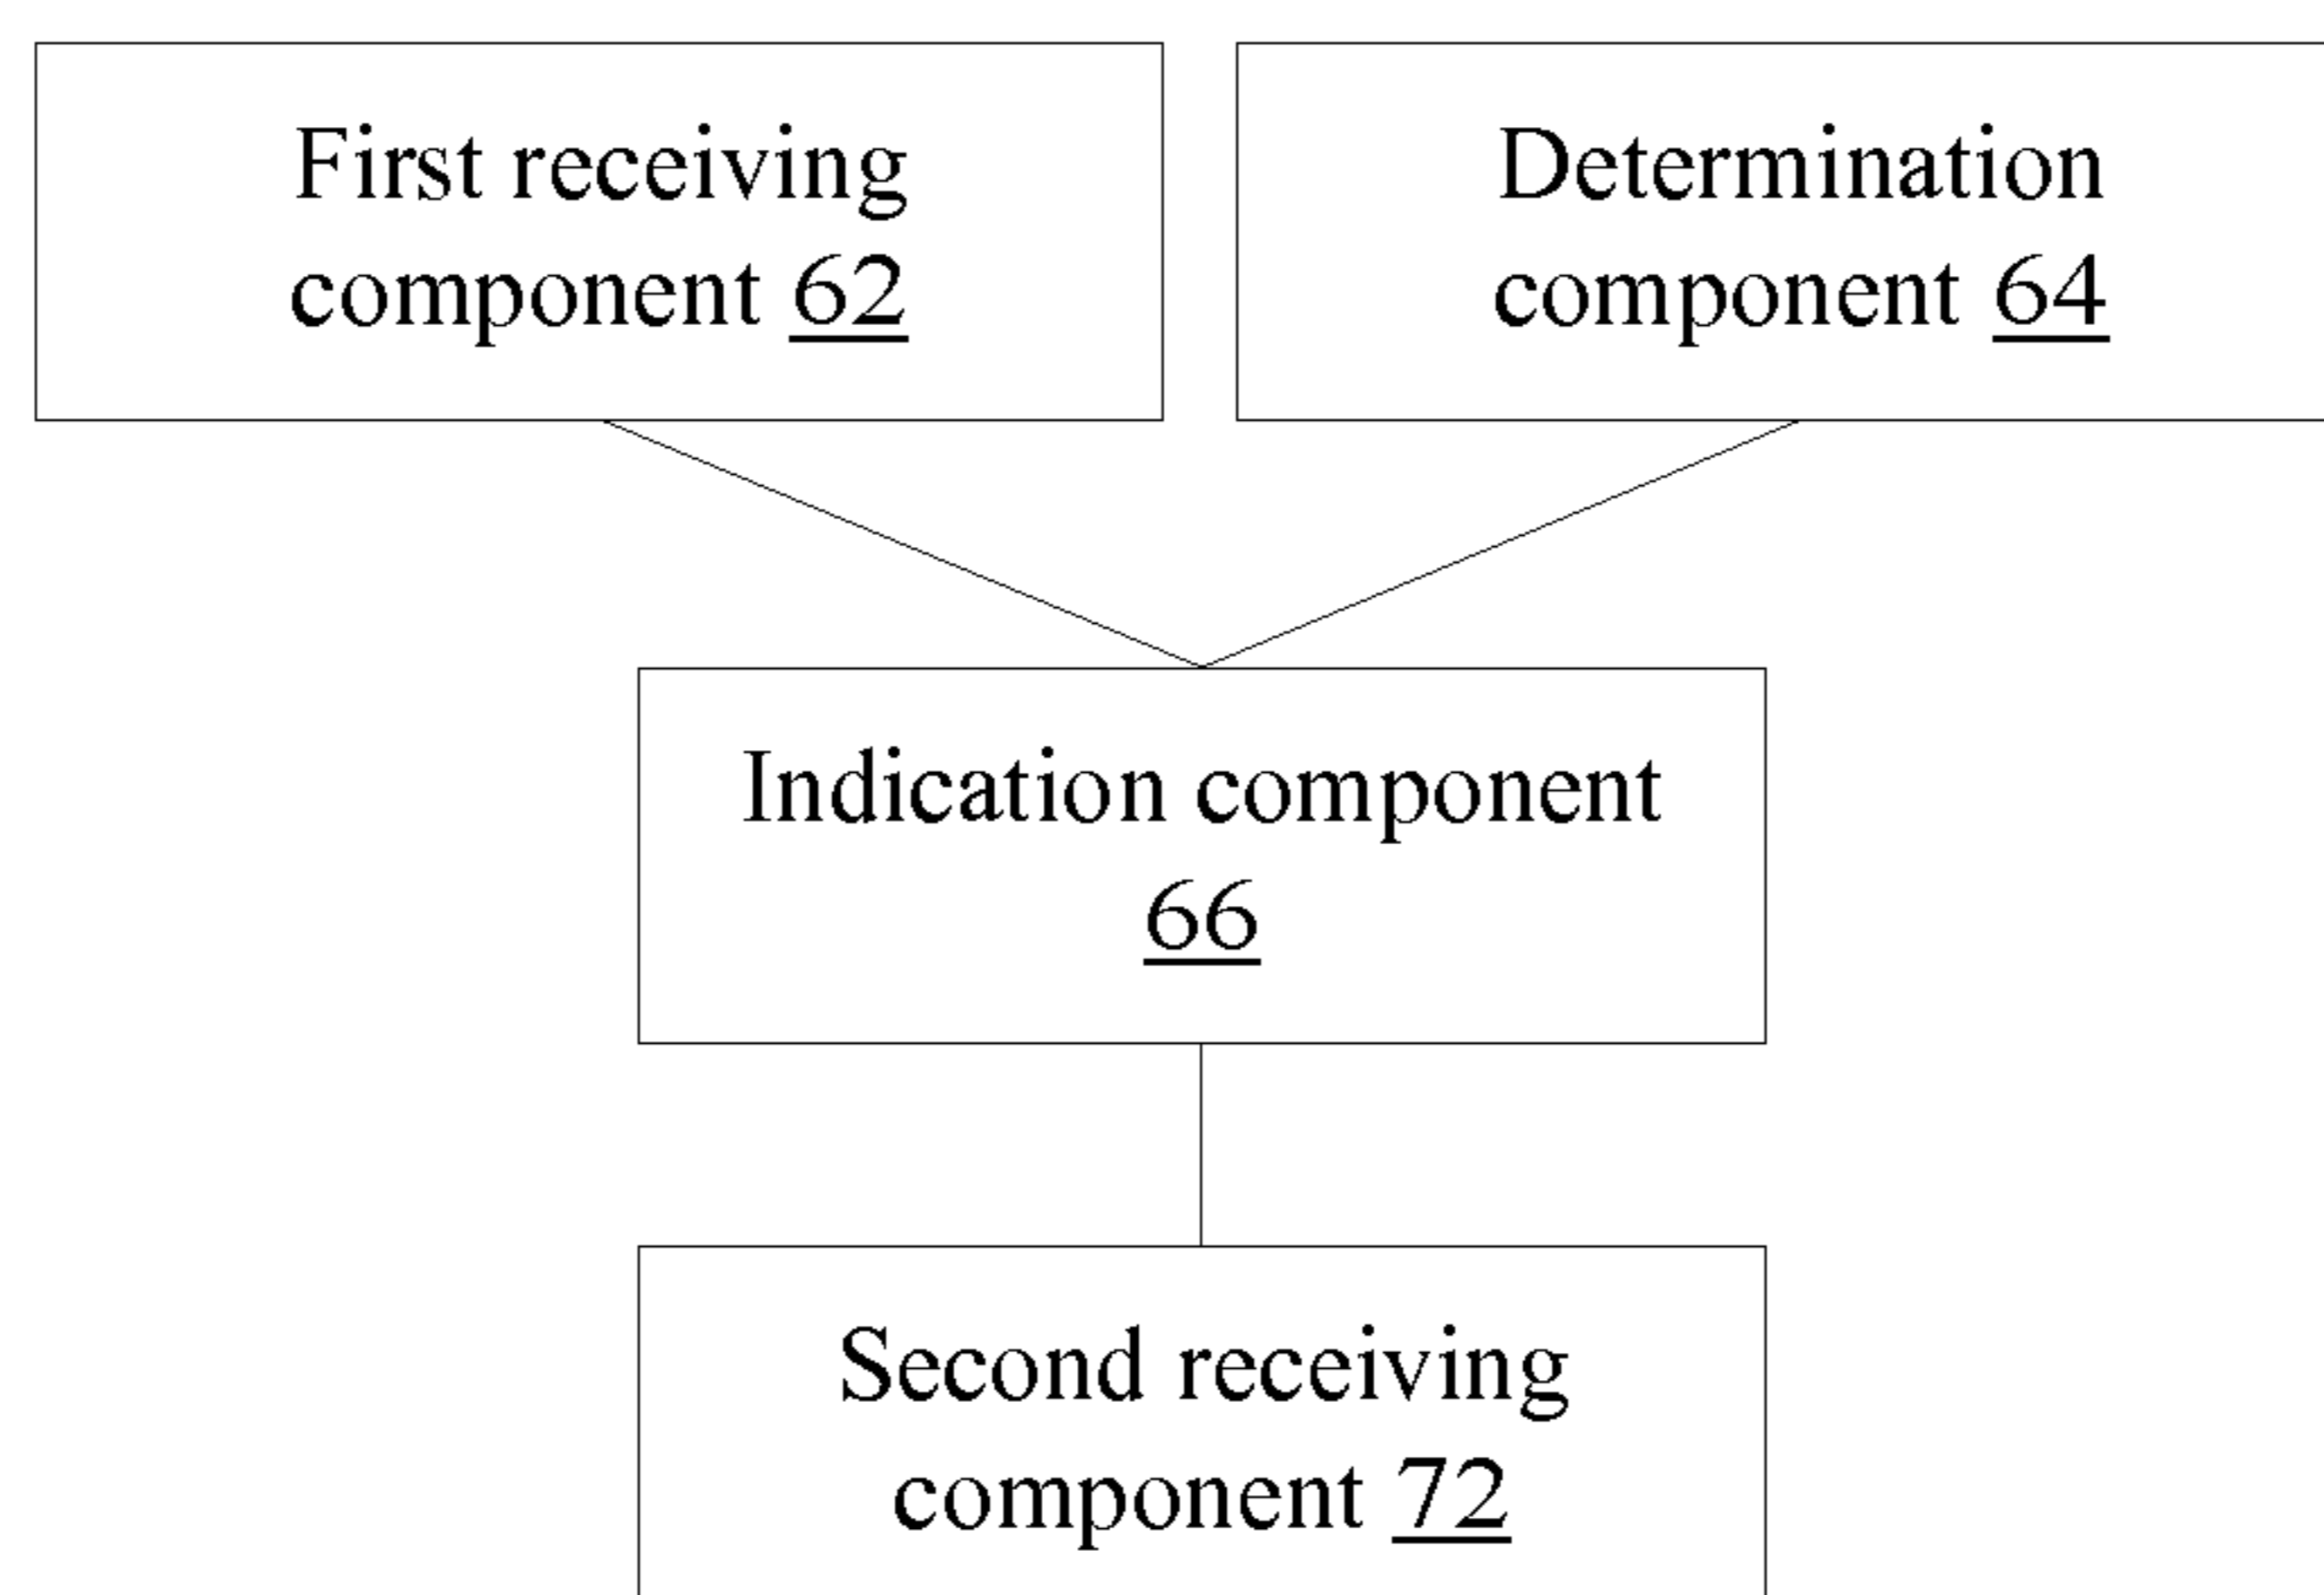 First receiving
component 62
Determination
component 64
Indication component
66
Second receiving
component 72